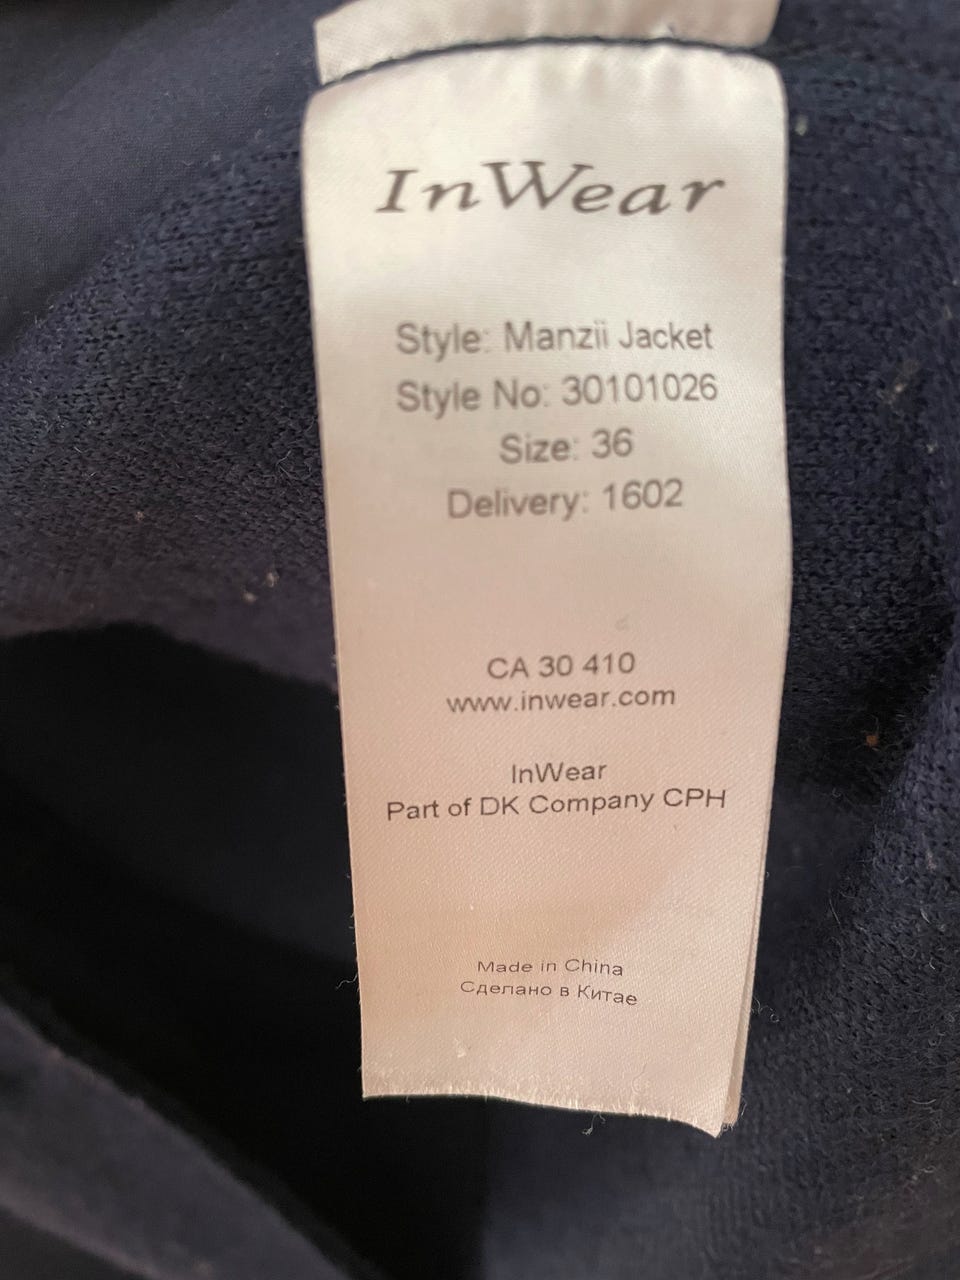 InWear
Style: Manzii Jacket
Style No: 30101026
Size: 36
Delivery: 1602
CA 30 410
www.inwear.com
InWear
Part of DK Company CPH
Made in China
Сделано в Китае